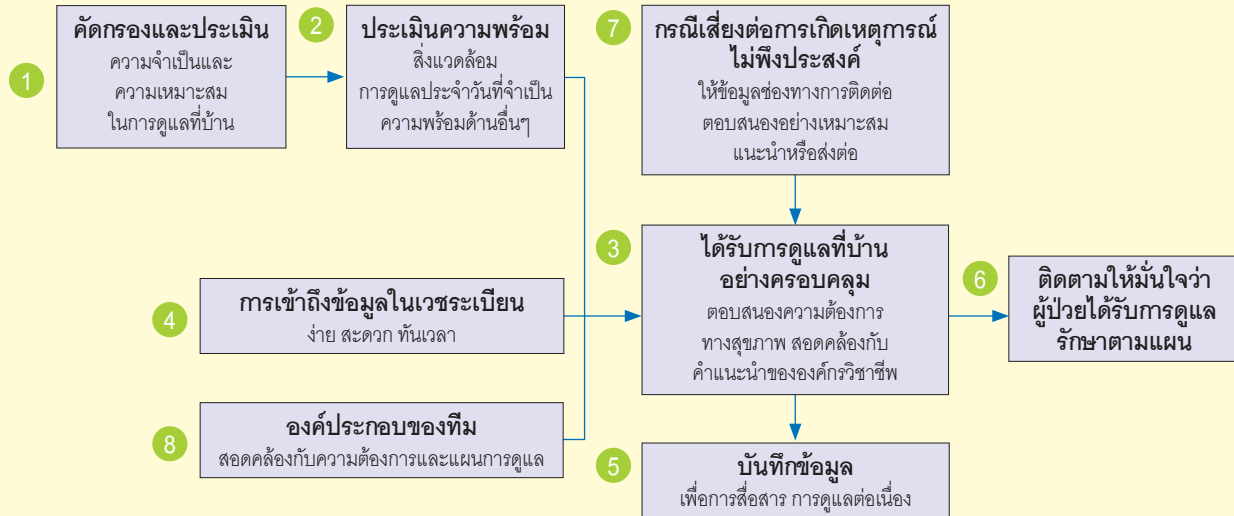 1
คัดกรองและประเมิน
ความจำเป็นและ
ความเหมาะสม
ในการดูแลที่บ้าน
2
ประเมินความพร้อม
สิ่งแวดล้อม
การดูแลประจำวันที่จำเป็น
ความพร้อมด้านอื่นๆ
7
กรณีเสี่ยงต่อการเกิดเหตุการณ์
ไม่พึงประสงค์
ให้ข้อมูลช่องทางการติดต่อ
ตอบสนองอย่างเหมาะสม
แนะนำหรือส่งต่อ
3
ได้รับการดูแลที่บ้าน
อย่างครอบคลุม
ตอบสนองความต้องการ
ทางสุขภาพ สอดคล้องกับ
คำแนะนำขององค์กรวิชาชีพ
6
ติดตามให้มั่นใจว่า
ผู้ป่วยได้รับการดูแล
รักษาตามแผน
4
การเข้าถึงข้อมูลในเวชระเบียน
ง่าย สะดวก ทันเวลา
8
องค์ประกอบของทีม
สอดคล้องกับความต้องการและแผนการดูแล
5
บันทึกข้อมูล
เพื่อการสื่อสาร การดูแลต่อเนื่อง